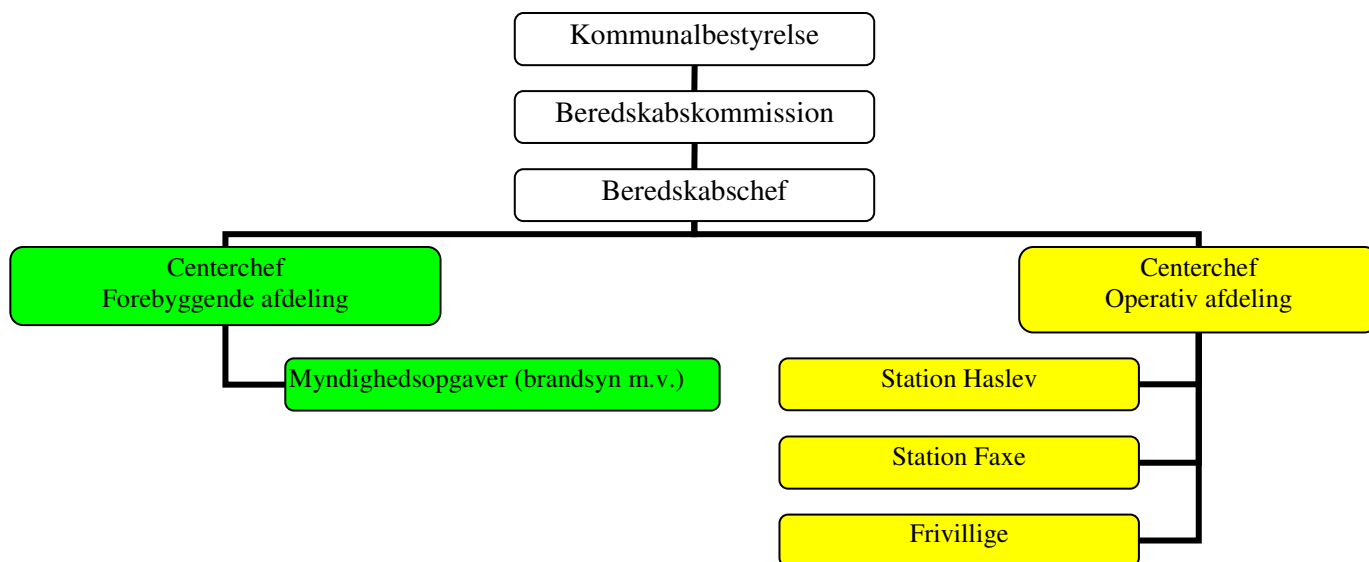 Kommunalbestyrelse
Beredskabskommission
Beredskabschef
Centerchef
Forebyggende afdeling
Centerchef
Operativ afdeling
Myndighedsopgaver (brandsyn m.v.)
Station Haslev
Station Faxe
Frivillige